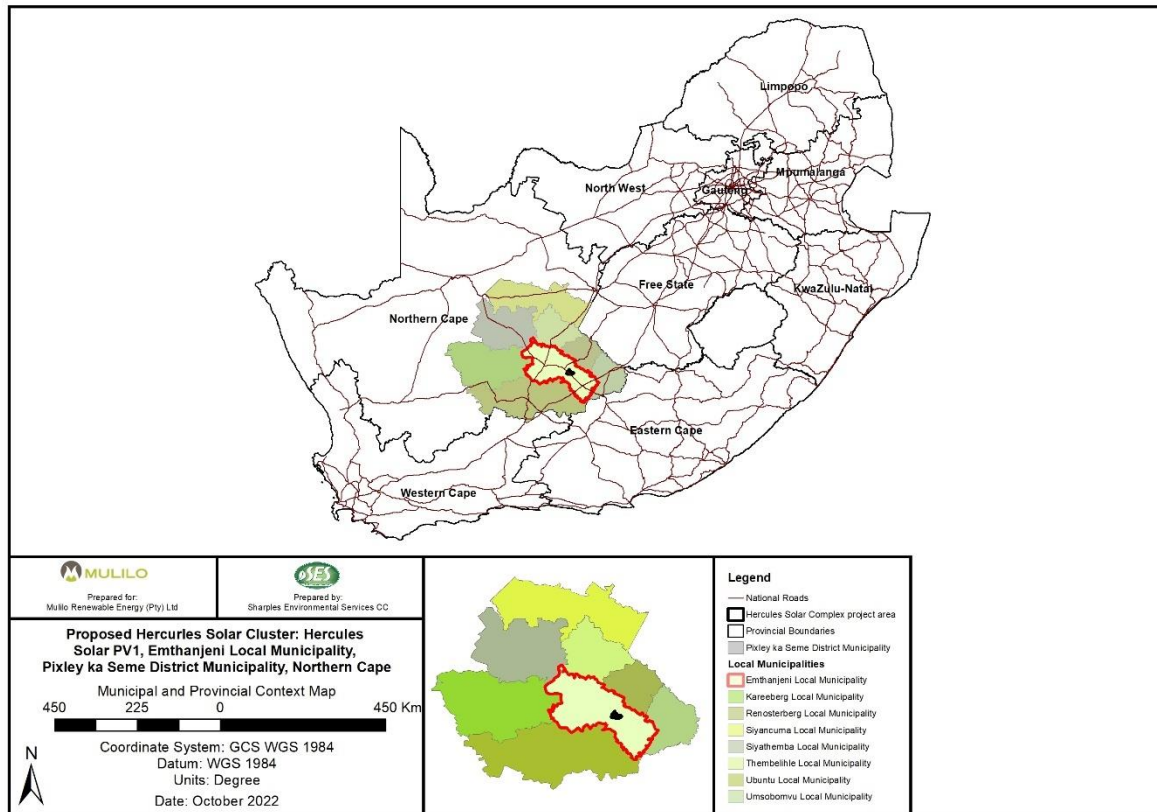 Limpopo
Mpumalanga
North West
Gauteng
Free State
KwaZulu-Natal
Northern Cape
Eastern Cape
Western Cape
MULILO
Prepared for:
Mulilo Renewable Energy (Pty) Ltd
SES
Prepared by:
Sharples Environmental Services CC
Proposed Hercurles Solar Cluster: Hercules
Solar PV1, Emthanjeni Local Municipality,
Pixley ka Seme District Municipality, Northern Cape
Municipal and Provincial Context Map
450 225 0 450 Km
Coordinate System: GCS WGS 1984
Datum: WGS 1984
Units: Degree
Date: October 2022
N
Legend
National Roads
Hercules Solar Complex project area
Provincial Boundaries
Pixley ka Seme District Municipality
Local Municipalities
Emthanjeni Local Municipality
Kareeberg Local Municipality
Renosterberg Local Municipality
Siyancuma Local Municipality
Siyathemba Local Municipality
Thembelihle Local Municipality
Ubuntu Local Municipality
Umsobomvu Local Municipality